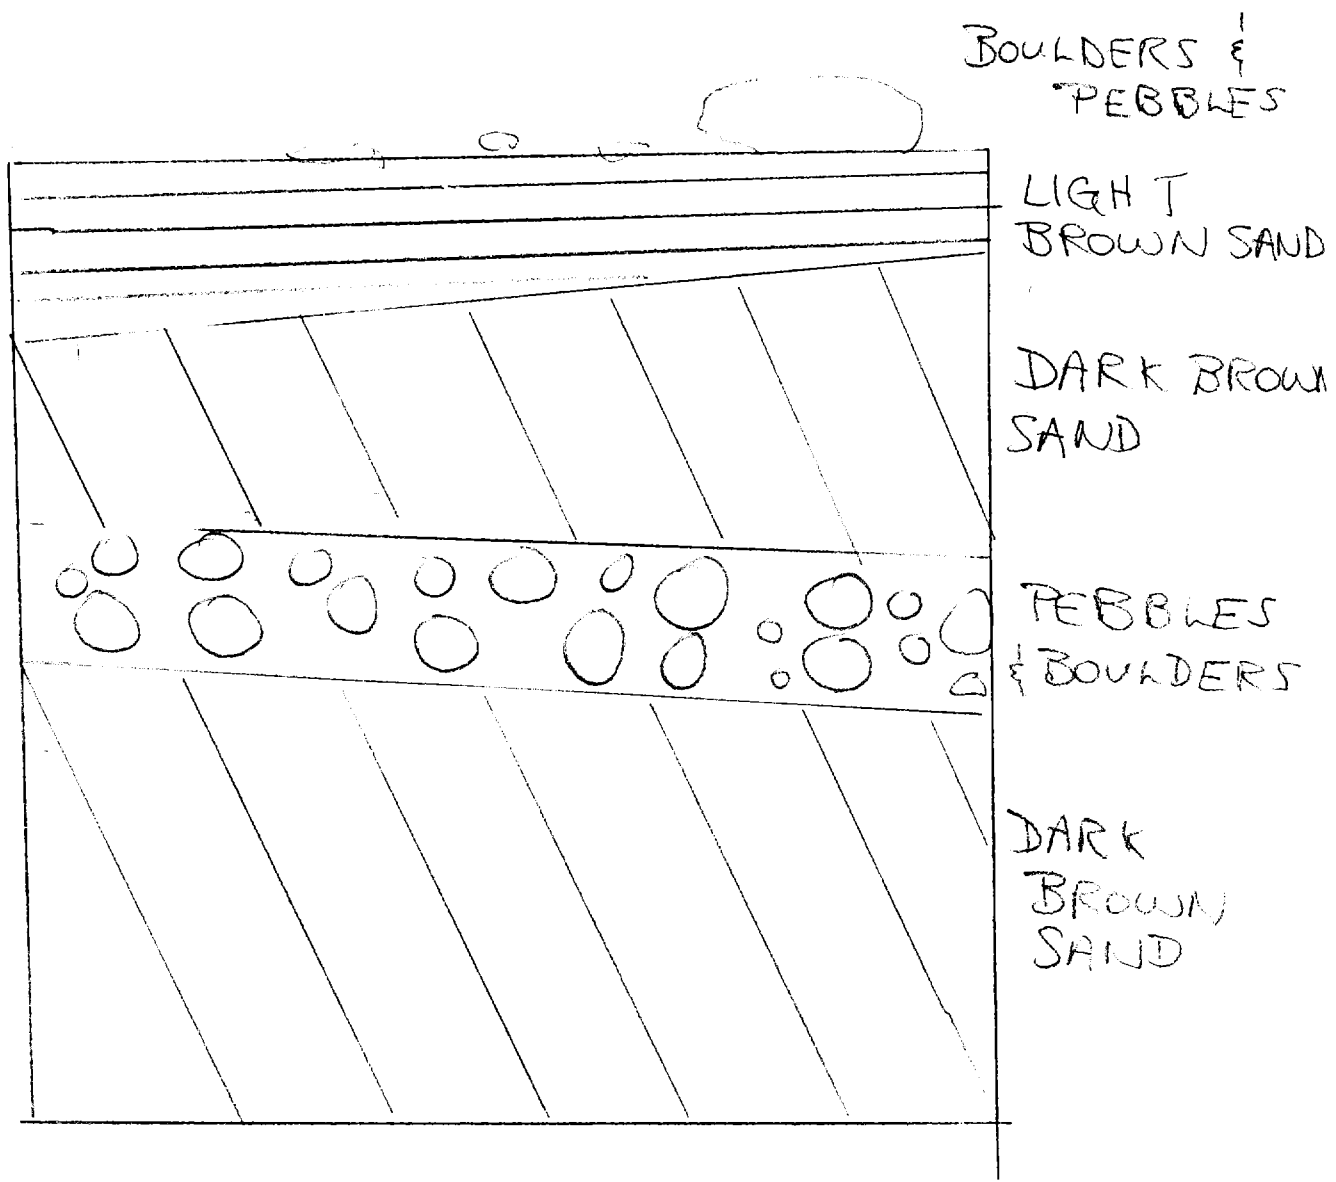 BOULDERS &
PEBBLES
LIGHT
BROWN SAND
DARK BROWN
SAND
PEBBLES
& BOULDERS
DARK
BROWN
SAND